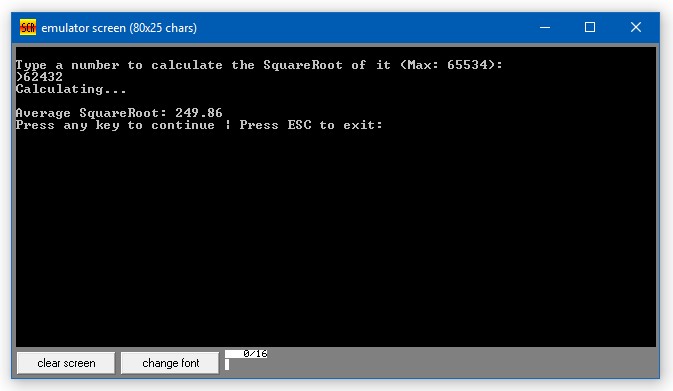 SCR emulator screen (80x25 chars)
Type a number to calculate the SquareRoot of it (Max: 65534):
)62432
Calculating...
Average SquareRoot: 249.86
Press any key to continue ¦ Press ESC to exit:
clear screen change font 0/16